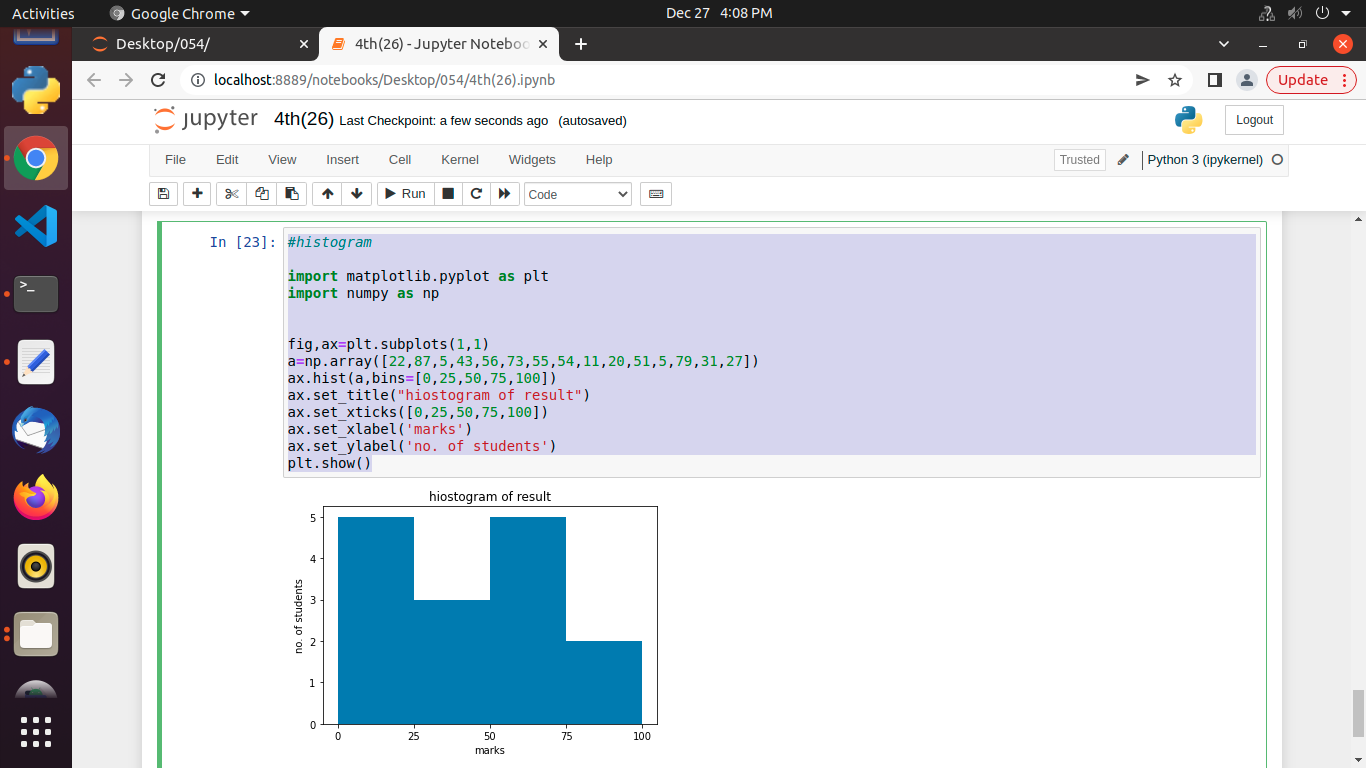 Activities Google Chrome Dec 27 4:08 PM
Desktop/054/ 4th(26) - Jupyter Noteboo
localhost:8889/notebooks/Desktop/054/4th(26).ipynb Update
jupyter 4th(26) Last Checkpoint: a few seconds ago (autosaved) Logout
File Edit View Insert Cell Kernel Widgets Help Trusted Python 3 (ipykernel)
Run Code
In [23]: #histogram
import matplotlib.pyplot as plt
import numpy as np
fig,ax=plt.subplots(1,1)
a=np.array([22,87,5,43,56,73,55,54,11,20,51,5,79,31,27])
ax.hist(a,bins=[0,25,50,75,100])
ax.set_title("hiostogram of result")
ax.set_xticks([0,25,50,75,100])
ax.set_xlabel('marks')
ax.set_ylabel('no. of students')
plt.show()
hiostogram of result
5
4
3
2
1
0
no. of students
0 25 50 75 100
marks